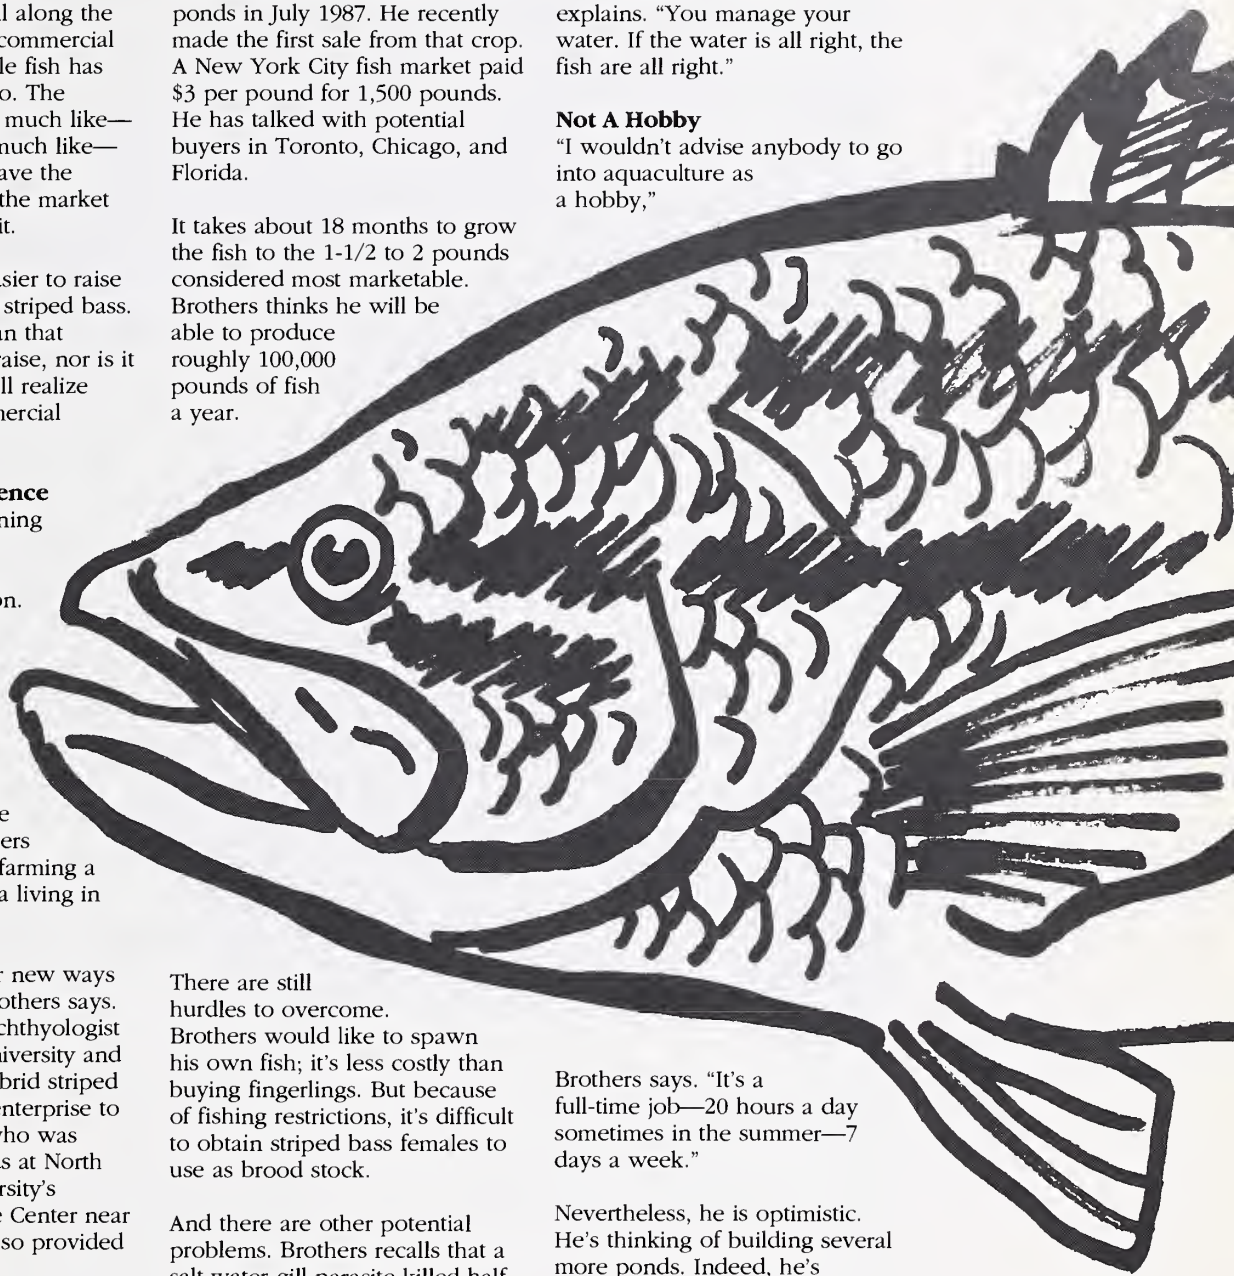 l along the
commercial
le fish has
o. The
much like—
much like—
ave the
the market
it.
asier to raise
striped bass.
an that
raise, nor is it
ll realize
mercial
ence
ning
on.
e
ers
farming a
a living in
r new ways
others says.
chthyologist
niversity and
brid striped
enterprise to
who was
s at North
rsity's
e Center near
so provided
ponds in July 1987. He recently
made the first sale from that crop.
A New York City fish market paid
$3 per pound for 1,500 pounds.
He has talked with potential
buyers in Toronto, Chicago, and
Florida.
It takes about 18 months to grow
the fish to the 1-1/2 to 2 pounds
considered most marketable.
Brothers thinks he will be
able to produce
roughly 100,000
pounds of fish
a year.
There are still
hurdles to overcome.
Brothers would like to spawn
his own fish; it's less costly than
buying fingerlings. But because
of fishing restrictions, it's difficult
to obtain striped bass females to
use as brood stock.
And there are other potential
problems. Brothers recalls that a
salt water gill parasite killed half
explains. “You manage your
water. If the water is all right, the
fish are all right.”
Not A Hobby
“I wouldn't advise anybody to go
into aquaculture as
a hobby,”
Brothers says. “It's a
full-time job—20 hours a day
sometimes in the summer—7
days a week.”
Nevertheless, he is optimistic.
He's thinking of building several
more ponds. Indeed, he's